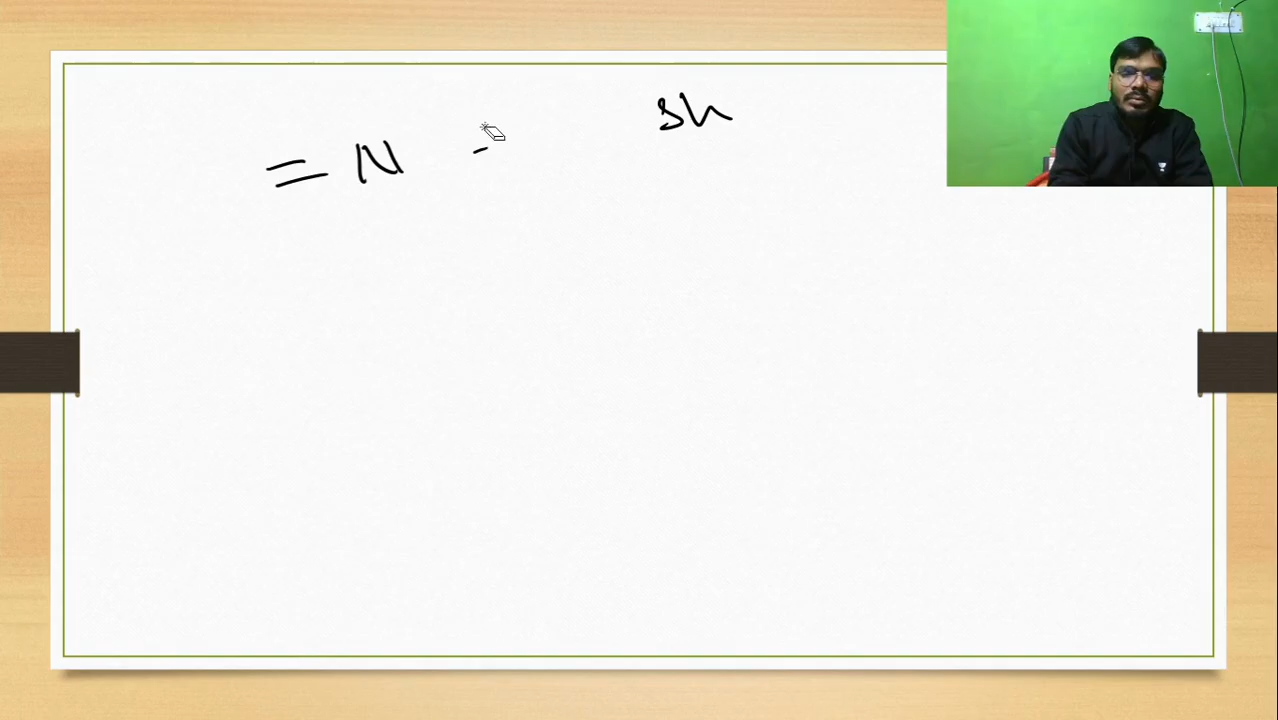 = N - sh